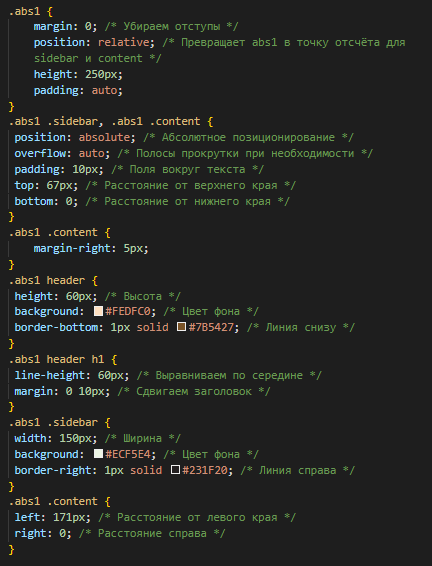 .abs1 {
margin: 0; /* Убираем отступы */
position: relative; /* Превращает abs1 в точку отсчёта для
sidebar и content */
height: 250px;
padding: auto;
}
.abs1 .sidebar, .abs1 .content {
position: absolute; /* Абсолютное позиционирование */
overflow: auto; /* Полосы прокрутки при необходимости */
padding: 10px; /* Поля вокруг текста */
top: 67px; /* Расстояние от верхнего края */
bottom: 0; /* Расстояние от нижнего края */
}
.abs1 .content {
margin-right: 5px;
}
.abs1 header {
height: 60px; /* Высота */
background: #FEDFC0; /* Цвет фона */
border-bottom: 1px solid #7B5427; /* Линия снизу */
}
.abs1 header h1 {
line-height: 60px; /* Выравниваем по середине */
margin: 0 10px; /* Сдвигаем заголовок */
}
.abs1 .sidebar {
width: 150px; /* Ширина */
background: #ECF5E4; /* Цвет фона */
border-right: 1px solid #231F20; /* Линия справа */
}
.abs1 .content {
left: 171px; /* Расстояние от левого края */
right: 0; /* Расстояние справа */
}